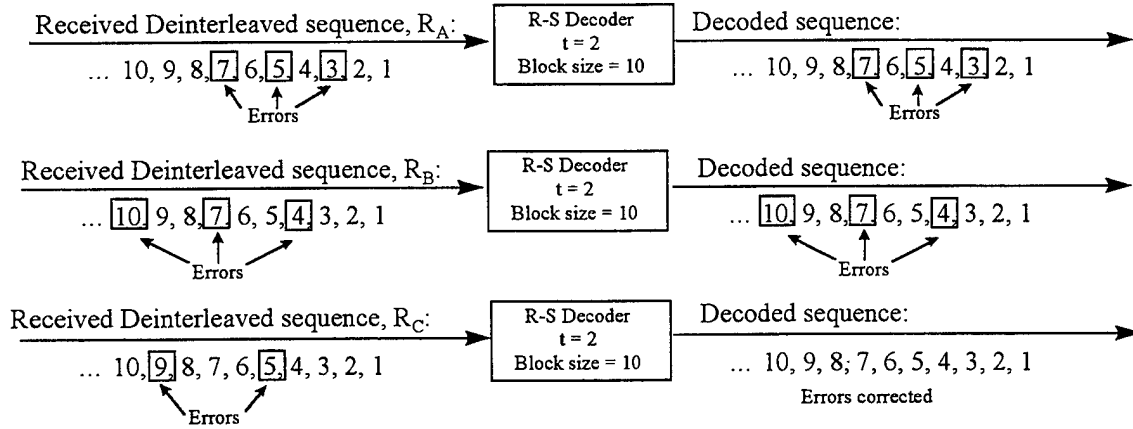 Received Deinterleaved sequence, R_A:
R-S Decoder
t = 2
Block size = 10
Decoded sequence:
... 10, 9, 8, 7, 6, 5, 4, 3, 2, 1
Errors
... 10, 9, 8, 7, 6, 5, 4, 3, 2, 1
Errors
Received Deinterleaved sequence, R_B:
R-S Decoder
t = 2
Block size = 10
Decoded sequence:
... 10, 9, 8, 7, 6, 5, 4, 3, 2, 1
Errors
... 10, 9, 8, 7, 6, 5, 4, 3, 2, 1
Errors
Received Deinterleaved sequence, R_C:
R-S Decoder
t = 2
Block size = 10
Decoded sequence:
... 10, 9, 8, 7, 6, 5, 4, 3, 2, 1
Errors
... 10, 9, 8, 7, 6, 5, 4, 3, 2, 1
Errors corrected